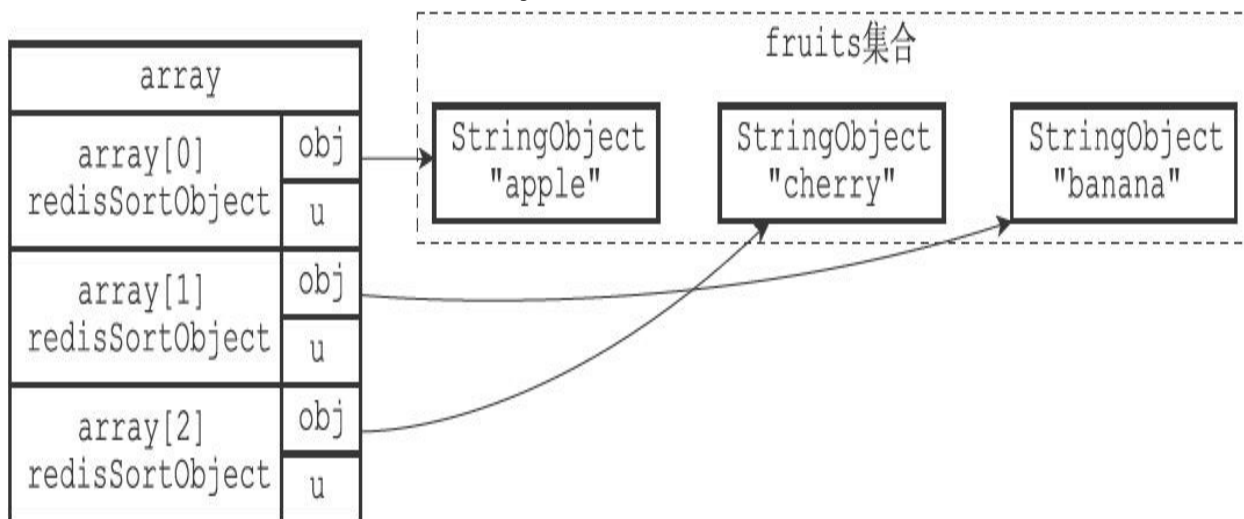 fruits集合
array
array[0]
redisSortObject
obj
u
StringObject
"apple"
StringObject
"cherry"
StringObject
"banana"
array[1]
redisSortObject
obj
u
array[2]
redisSortObject
obj
u